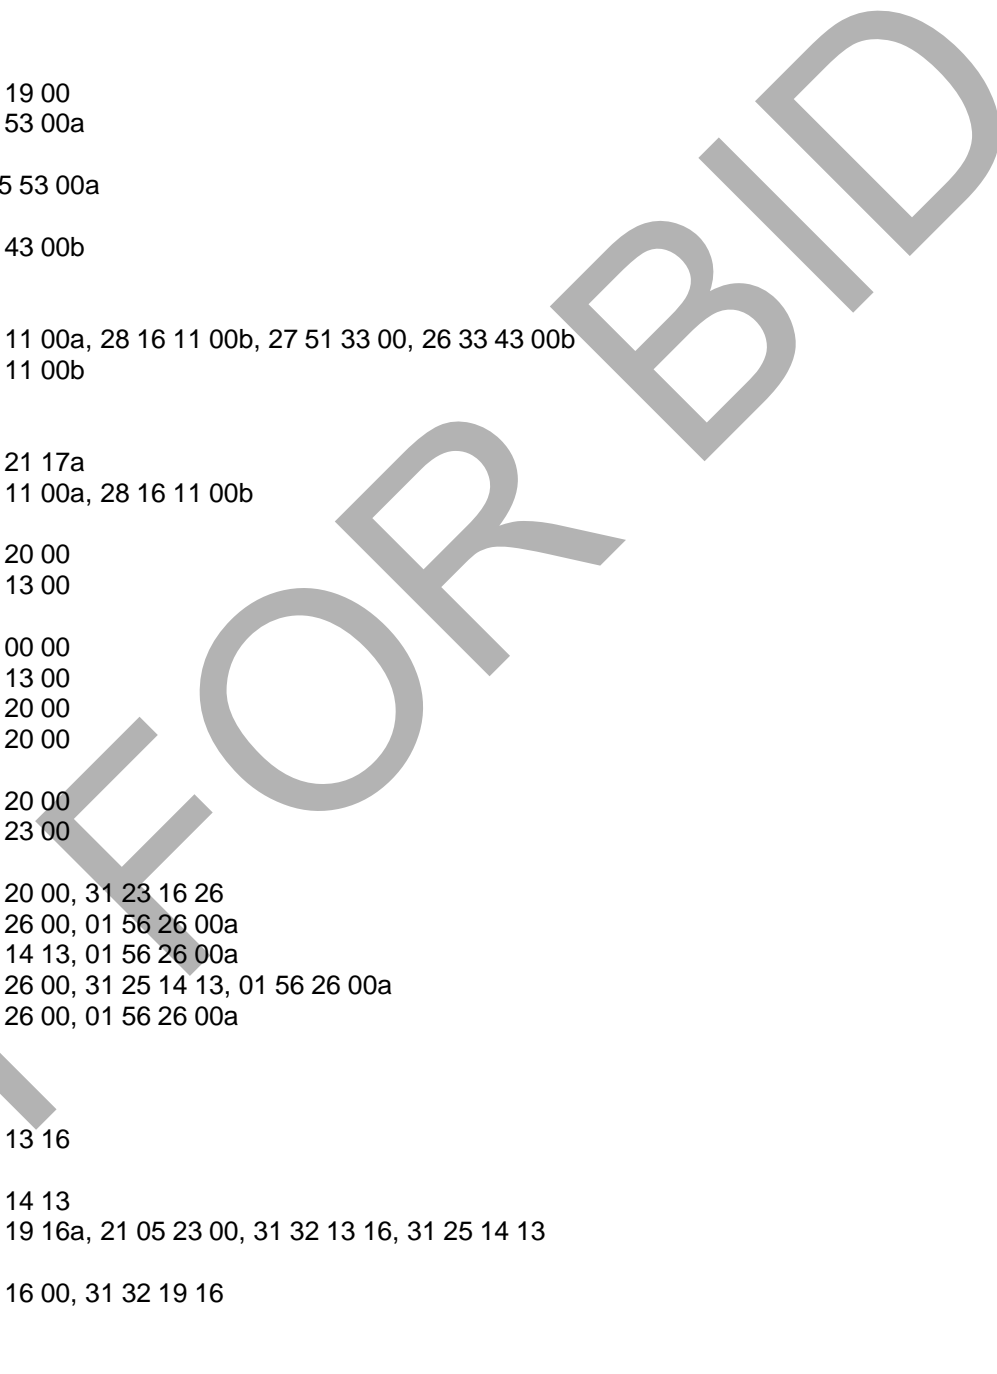 19 00
53 00a
5 53 00a
43 00b
11 00a, 28 16 11 00b, 27 51 33 00, 26 33 43 00b
11 00b
21 17a
11 00a, 28 16 11 00b
20 00
13 00
00 00
13 00
20 00
20 00
20 00
23 00
20 00, 31 23 16 26
26 00, 01 56 26 00a
14 13, 01 56 26 00a
26 00, 31 25 14 13, 01 56 26 00a
26 00, 01 56 26 00a
13 16
14 13
19 16a, 21 05 23 00, 31 32 13 16, 31 25 14 13
16 00, 31 32 19 16
FOR BID